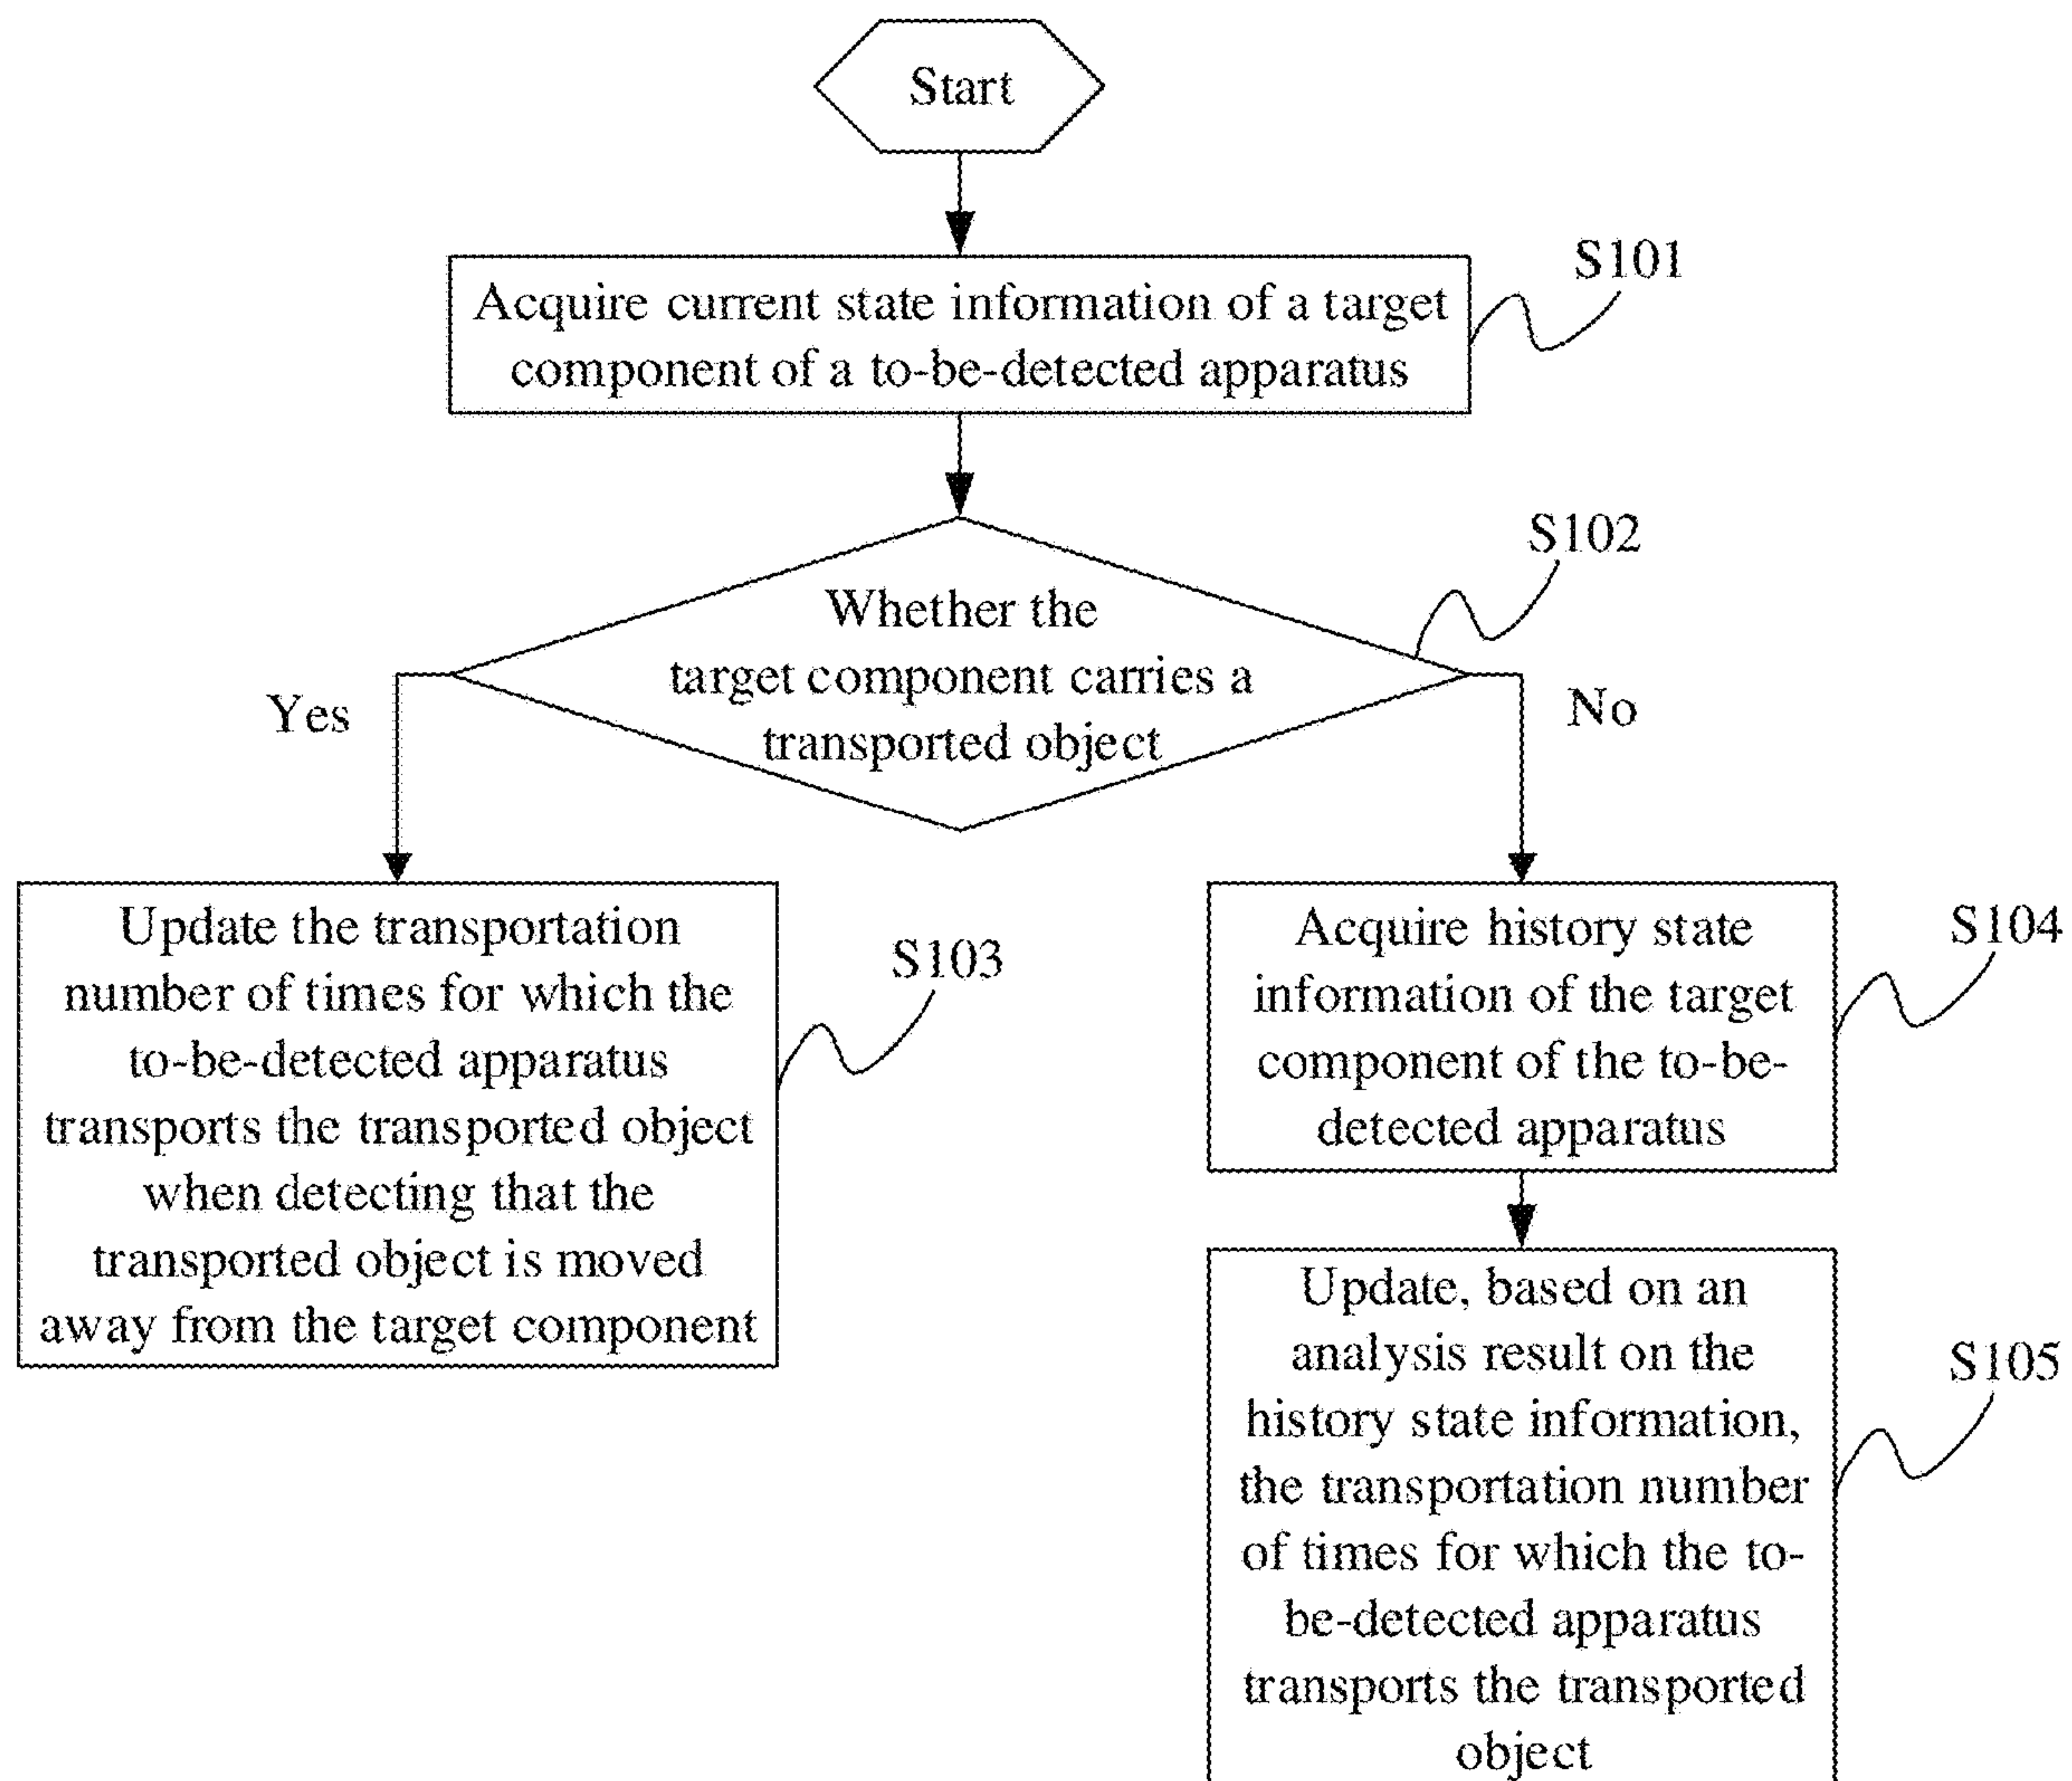 Start
S101
Acquire current state information of a target
component of a to-be-detected apparatus
S102
Whether the
target component carries a
transported object
Yes
No
Update the transportation
number of times for which the
to-be-detected apparatus
transports the transported object
when detecting that the
transported object is moved
away from the target component
S103
Acquire history state
information of the target
component of the to-be-
detected apparatus
S104
Update, based on an
analysis result on the
history state information,
the transportation number
of times for which the to-
be-detected apparatus
transports the transported
object
S105